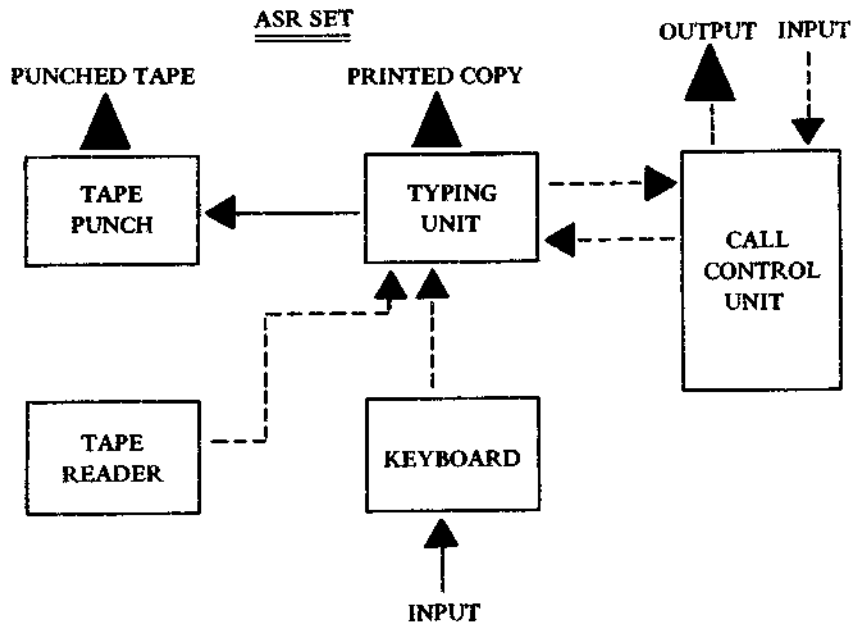 ASR SET
OUTPUT
INPUT
PUNCHED TAPE
PRINTED COPY
TAPE
PUNCH
TYPING
UNIT
CALL
CONTROL
UNIT
TAPE
READER
KEYBOARD
INPUT